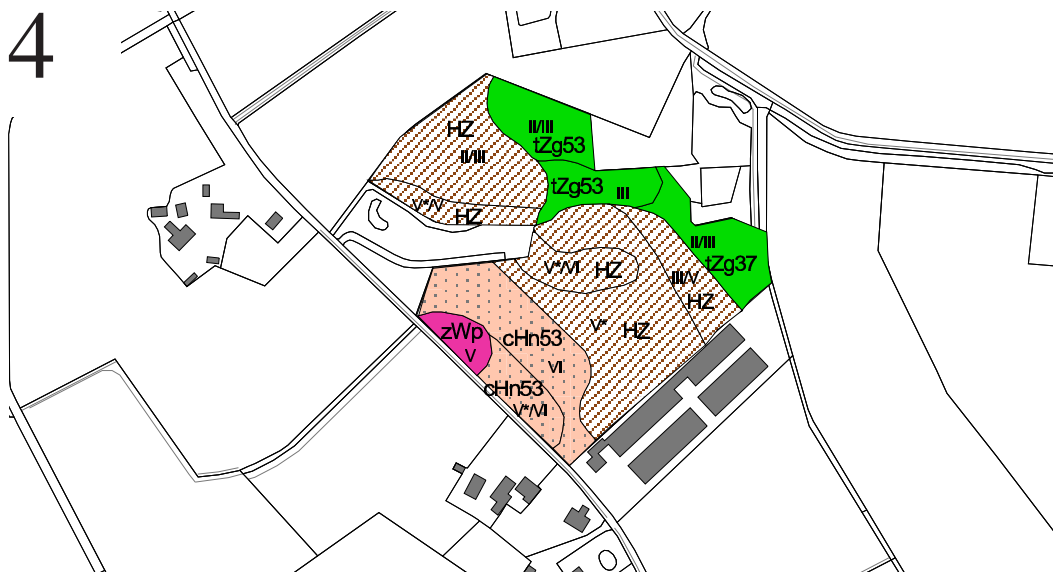 4
HZ
II/III
II/III
tZg53
tZg53 III
V*/V
HZ
II/III
tZg37
V*/VI HZ
III/V
HZ
V* HZ
zWp
V
cHn53
VI
cHn53
V*/VI